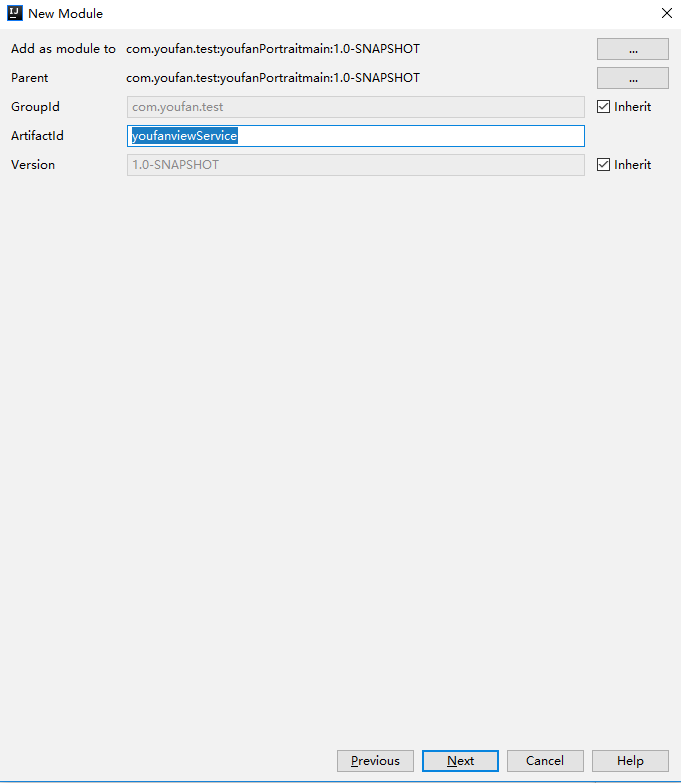 New Module
Add as module to com.youfan.test:youfanPortraitmain:1.0-SNAPSHOT ...
Parent com.youfan.test:youfanPortraitmain:1.0-SNAPSHOT ...
GroupId com.youfan.test Inherit
ArtifactId youfanviewService
Version 1.0-SNAPSHOT Inherit
Previous Next Cancel Help